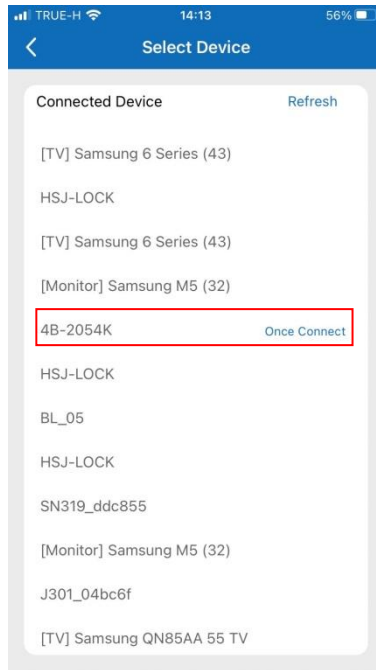 TRUE-H 14:13 56%
Select Device
Connected Device Refresh
[TV] Samsung 6 Series (43)
HSJ-LOCK
[TV] Samsung 6 Series (43)
[Monitor] Samsung M5 (32)
4B-2054K Once Connect
HSJ-LOCK
BL_05
HSJ-LOCK
SN319_ddc855
[Monitor] Samsung M5 (32)
J301_04bc6f
[TV] Samsung QN85AA 55 TV